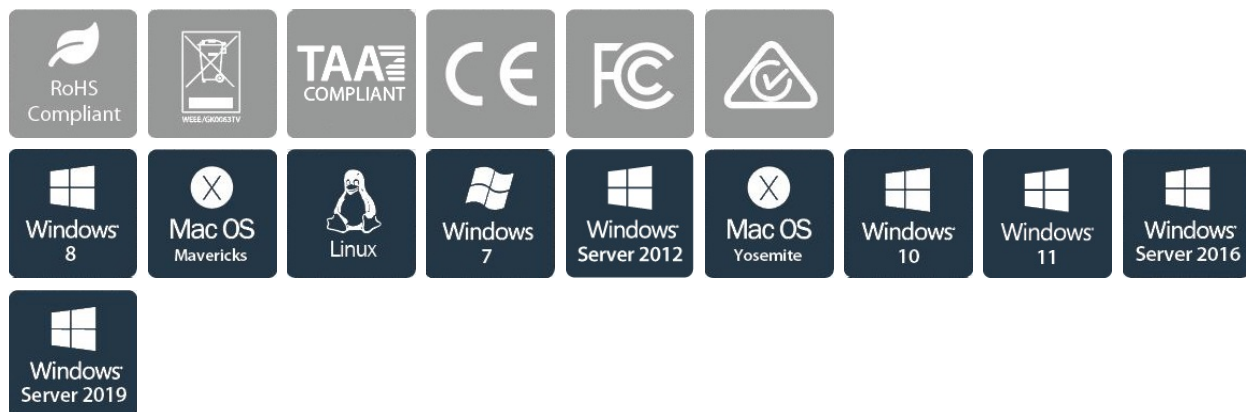 RoHS
Compliant
WEEE/GK0063TV
TAA
COMPLIANT
CE
FC
Windows
8
Mac OS
Mavericks
Linux
Windows
7
Windows
Server 2012
Mac OS
Yosemite
Windows
10
Windows
11
Windows
Server 2016
Windows
Server 2019